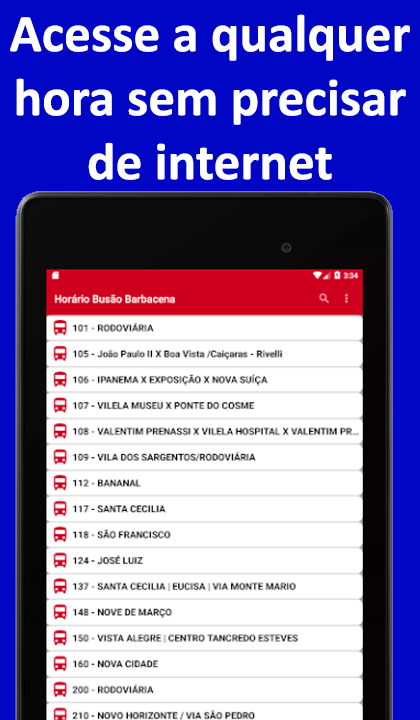 Acesse a qualquer
hora sem precisar
de internet
3:34
Horário Busão Barbacena
101 - RODOVIÁRIA
105 - João Paulo II X Boa Vista /Caiçaras - Rivelli
106 - IPANEMA X EXPOSIÇÃO X NOVA SUÍÇA
107 - VILELA MUSEU X PONTE DO COSME
108 - VALENTIM PRENASSI X VILELA HOSPITAL X VALENTIM PR...
109 - VILA DOS SARGENTOS/RODOVIÁRIA
112 - BANANAL
117 - SANTA CECILIA
118 - SÃO FRANCISCO
124 - JOSÉ LUIZ
137 - SANTA CECILIA | EUCISA | VIA MONTE MARIO
148 - NOVE DE MARÇO
150 - VISTA ALEGRE | CENTRO TANCREDO ESTEVES
160 - NOVA CIDADE
200 - RODOVIÁRIA
210 - NOVO HORIZONTE / VIA SÃO PEDRO